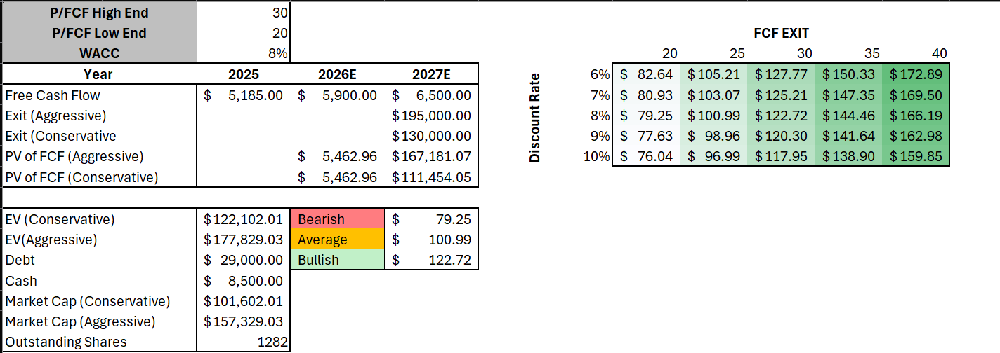 P/FCF High End 30
P/FCF Low End 20 FCF EXIT
WACC 8% 20 25 30 35 40
Year 2025 2026E 2027E 6% $ 82.64 $105.21 $127.77 $150.33 $172.89
Free Cash Flow $ 5,185.00 $ 5,900.00 $ 6,500.00 7% $ 80.93 $103.07 $125.21 $147.35 $169.50
Exit (Aggressive) $195,000.00 8% $ 79.25 $100.99 $122.72 $144.46 $166.19
Exit (Conservative $130,000.00 9% $ 77.63 $ 98.96 $120.30 $141.64 $162.98
PV of FCF (Aggressive) $ 5,462.96 $167,181.07 10% $ 76.04 $ 96.99 $117.95 $138.90 $159.85
PV of FCF (Conservative) $ 5,462.96 $111,454.05
Discount Rate
EV (Conservative) $122,102.01 Bearish $ 79.25
EV(Aggressive) $177,829.03 Average $ 100.99
Debt $ 29,000.00 Bullish $ 122.72
Cash $ 8,500.00
Market Cap (Conservative) $101,602.01
Market Cap (Aggressive) $157,329.03
Outstanding Shares 1282